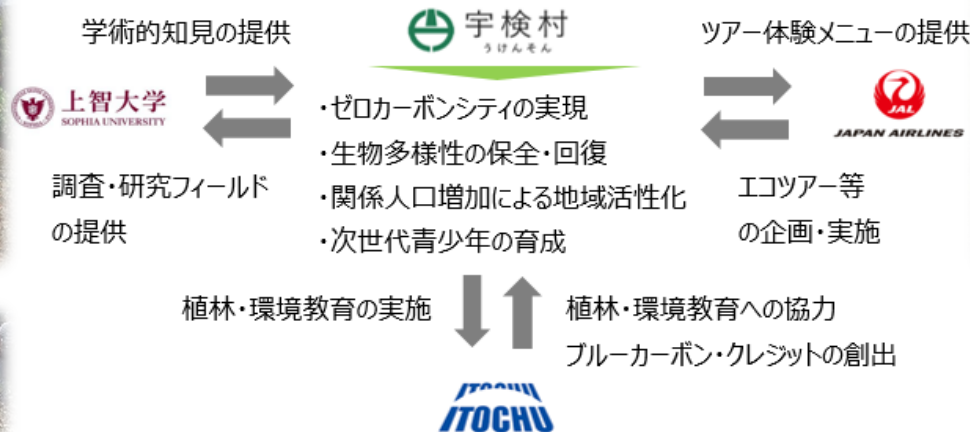 学術的知見の提供
宇検村
うけんそん
ツアー体験メニューの提供
上智大学
SOPHIA UNIVERSITY
JAL
JAPAN AIRLINES
・ゼロカーボンシティの実現
・生物多様性の保全・回復
・関係人口増加による地域活性化
・次世代青少年の育成
調査・研究フィールド
の提供
エコツアー等
の企画・実施
植林・環境教育の実施
植林・環境教育への協力
ブルーカーボン・クレジットの創出
ITOCHU
ITOCHU